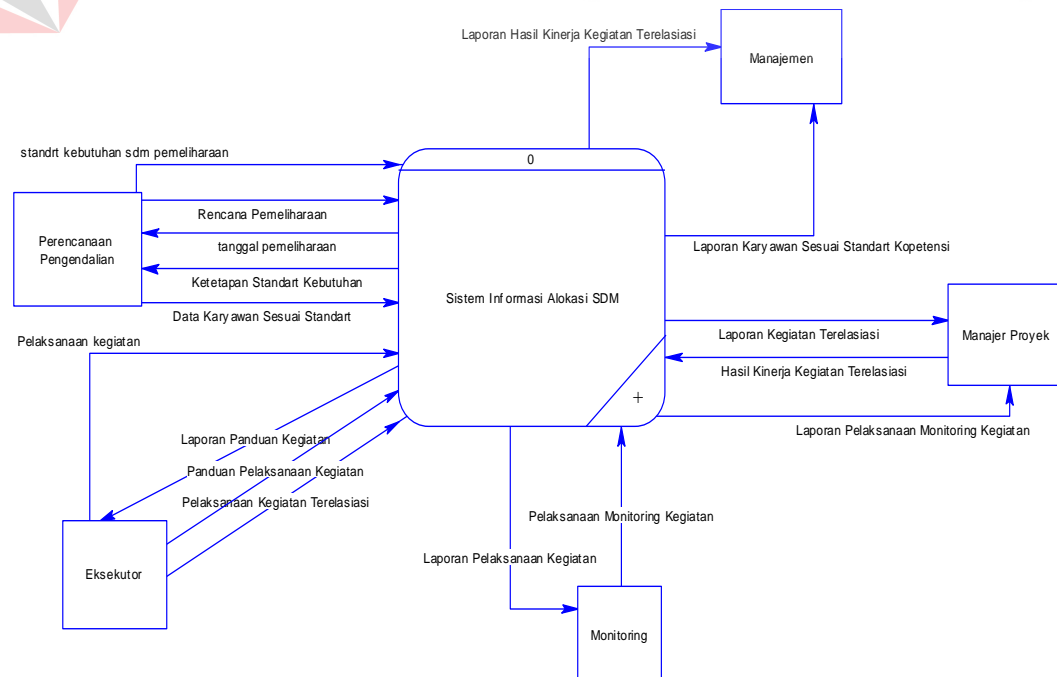 Laporan Hasil Kinerja Kegiatan Terelasiasi
Manajemen
standrt kebutuhan sdm pemeliharaan
0
Rencana Pemeliharaan
Perencanaan
Pengendalian
tanggal pemeliharaan
Laporan Karyawan Sesuai Standart Kopetensi
Ketetapan Standart Kebutuhan
Sistem Informasi Alokasi SDM
Data Karyawan Sesuai Standart
Laporan Kegiatan Terelasiasi
Manajer Proyek
Pelaksanaan kegiatan
Hasil Kinerja Kegiatan Terelasiasi
+
Laporan Pelaksanaan Monitoring Kegiatan
Laporan Panduan Kegiatan
Panduan Pelaksanaan Kegiatan
Pelaksanaan Kegiatan Terelasiasi
Pelaksanaan Monitoring Kegiatan
Laporan Pelaksanaan Kegiatan
Eksekutor
Monitoring